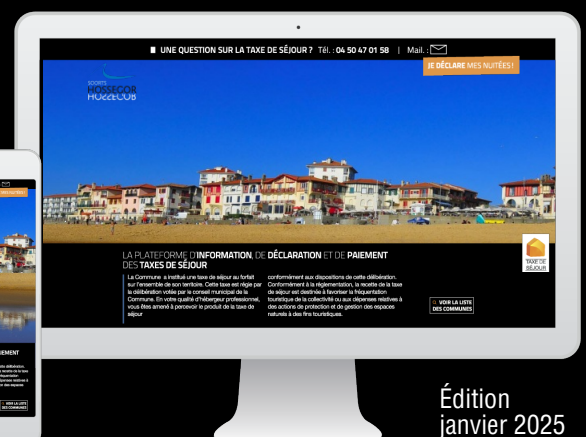 UNE QUESTION SUR LA TAXE DE SÉJOUR ? Tél. : 04 50 47 01 58 | Mail. :
JE DÉCLARE MES NUITÉES !
HOSSEGOR
LA PLATEFORME D'INFORMATION, DE DÉCLARATION ET DE PAIEMENT
DES TAXES DE SÉJOUR
La Commune a institué une taxe de séjour au forfait
sur l'ensemble de son territoire. Cette taxe est régie par
la délibération votée par le conseil municipal de la
Commune. En votre qualité d'hébergeur professionnel,
vous êtes amené à percevoir le produit de la taxe de
séjour
conformément aux dispositions de cette délibération.
Conformément à la réglementation, la recette de la taxe
de séjour est destinée à favoriser la fréquentation
touristique de la collectivité ou aux dépenses relatives à
des actions de protection et de gestion des espaces
naturels à des fins touristiques.
TAXE DE
SÉJOUR
VOIR LA LISTE
DES COMMUNES
VOIR LA LISTE
DES COMMUNES
Édition
janvier 2025